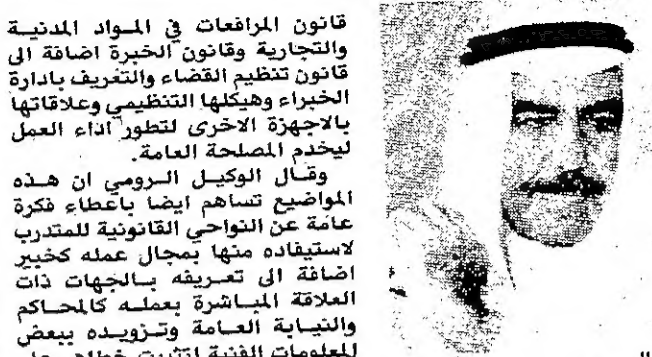 قانون المرافعات في المواد المدنية
والتجارية وقانون الخبرة اضافة الى
قانون تنظيم القضاء والتعريف بادارة
الخبراء وهيكلها التنظيمي وعلاقاتها
بالاجهزة الاخرى لتطور اداء العمل
ليخدم المصلحة العامة.
وقال الوكيل الرومي ان هذه
المواضيع تساهم ايضا باعطاء فكرة
عامة عن النواحي القانونية للمتدرب
لاستيفاده منها بمجال عمله كخبير
اضافة الى تعريفه بالجهات ذات
العلاقة المباشرة بعمله كالمحاكم
والنيابة العامة وتزويده ببعض
المعلومات الفنية